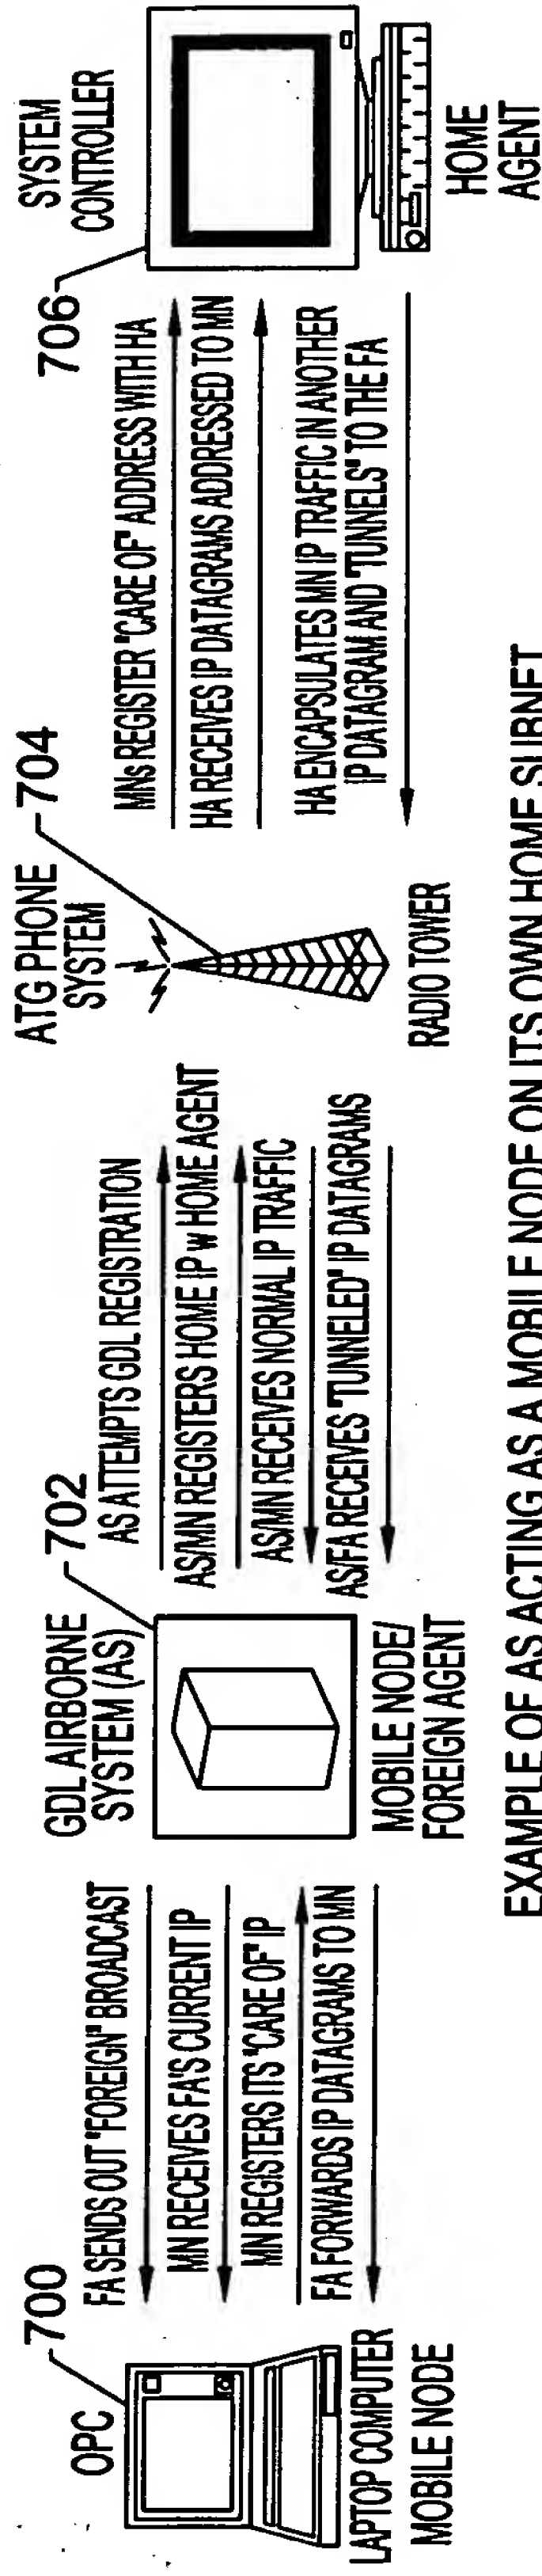 700
OPC
LAPTOP COMPUTER
MOBILE NODE
FA SENDS OUT "FOREIGN" BROADCAST
MN RECEIVES FA'S CURRENT IP
MN REGISTERS ITS "CARE OF" IP
FA FORWARDS IP DATAGRAMS TO MN
GDL AIRBORNE
SYSTEM (AS)
702
MOBILE NODE/
FOREIGN AGENT
AS ATTEMPTS GDL REGISTRATION
AS/MN REGISTERS HOME IP w HOME AGENT
AS/MN RECEIVES NORMAL IP TRAFFIC
AS/FA RECEIVES "TUNNELED" IP DATAGRAMS
ATG PHONE
SYSTEM
704
RADIO TOWER
MNs REGISTER "CARE OF" ADDRESS WITH HA
HA RECEIVES IP DATAGRAMS ADDRESSED TO MN
HA ENCAPSULATES MN IP TRAFFIC IN ANOTHER
IP DATAGRAM AND "TUNNELS" TO THE FA
706
SYSTEM
CONTROLLER
HOME
AGENT
EXAMPLE OF AS ACTING AS A MOBILE NODE ON ITS OWN HOME SUBNET